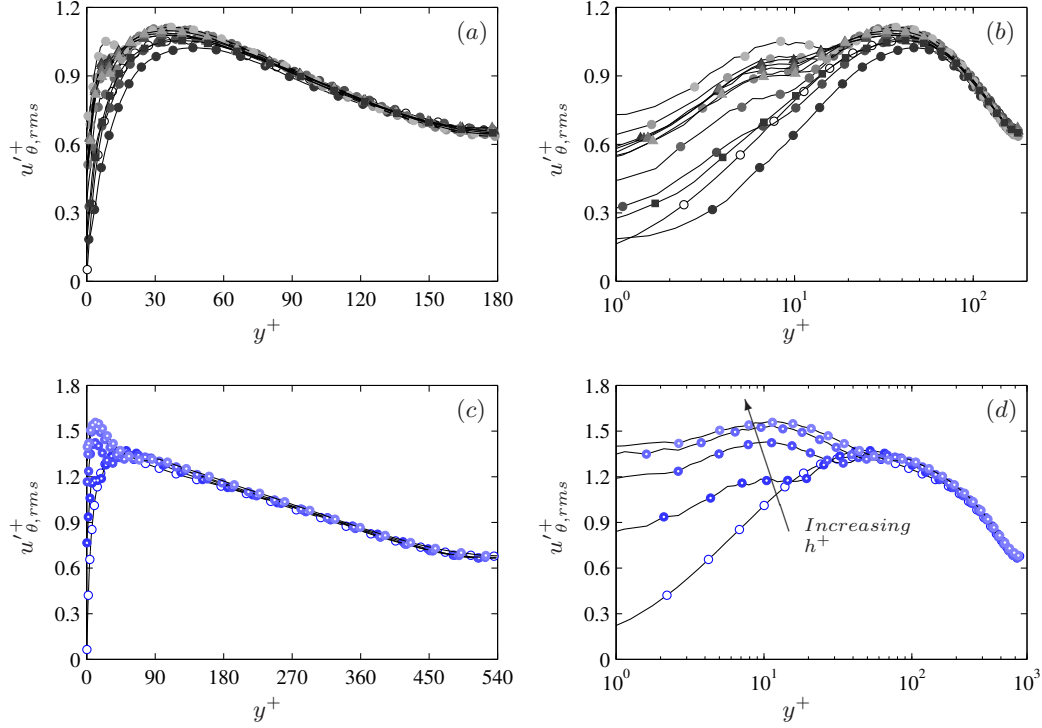 1.2
0.9
0.6
0.3
0
0 30 60 90 120 150 180
y^+
u'^+_{θ,rms}
(a)
1.2
0.9
0.6
0.3
0
10^0 10^1 10^2
y^+
u'^+_{θ,rms}
(b)
1.8
1.5
1.2
0.9
0.6
0.3
0
0 90 180 270 360 450 540
y^+
u'^+_{θ,rms}
(c)
1.8
1.5
1.2
0.9
0.6
0.3
0
10^0 10^1 10^2 10^3
y^+
u'^+_{θ,rms}
(d)
Increasing
h^+